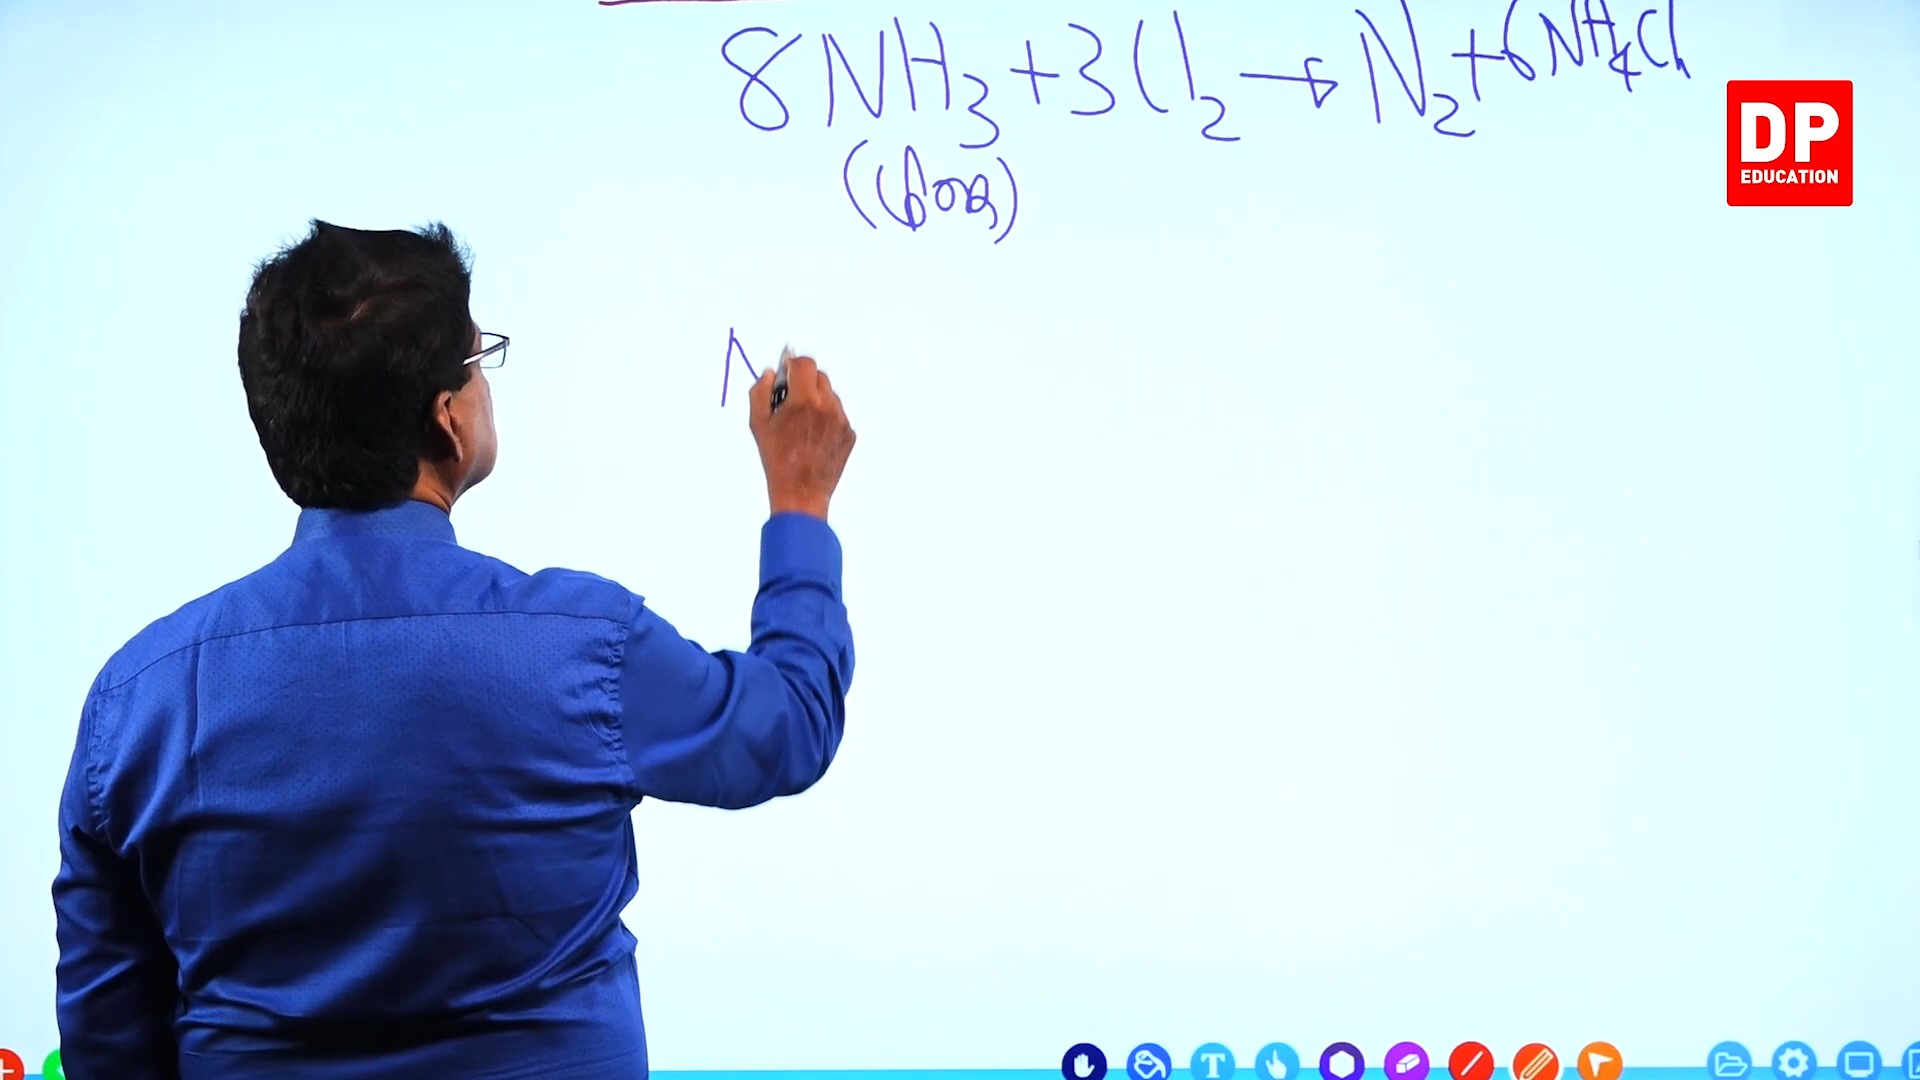 8NH₃ + 3Cl₂ → N₂ + 6NH₄Cl
DP
EDUCATION
N
T